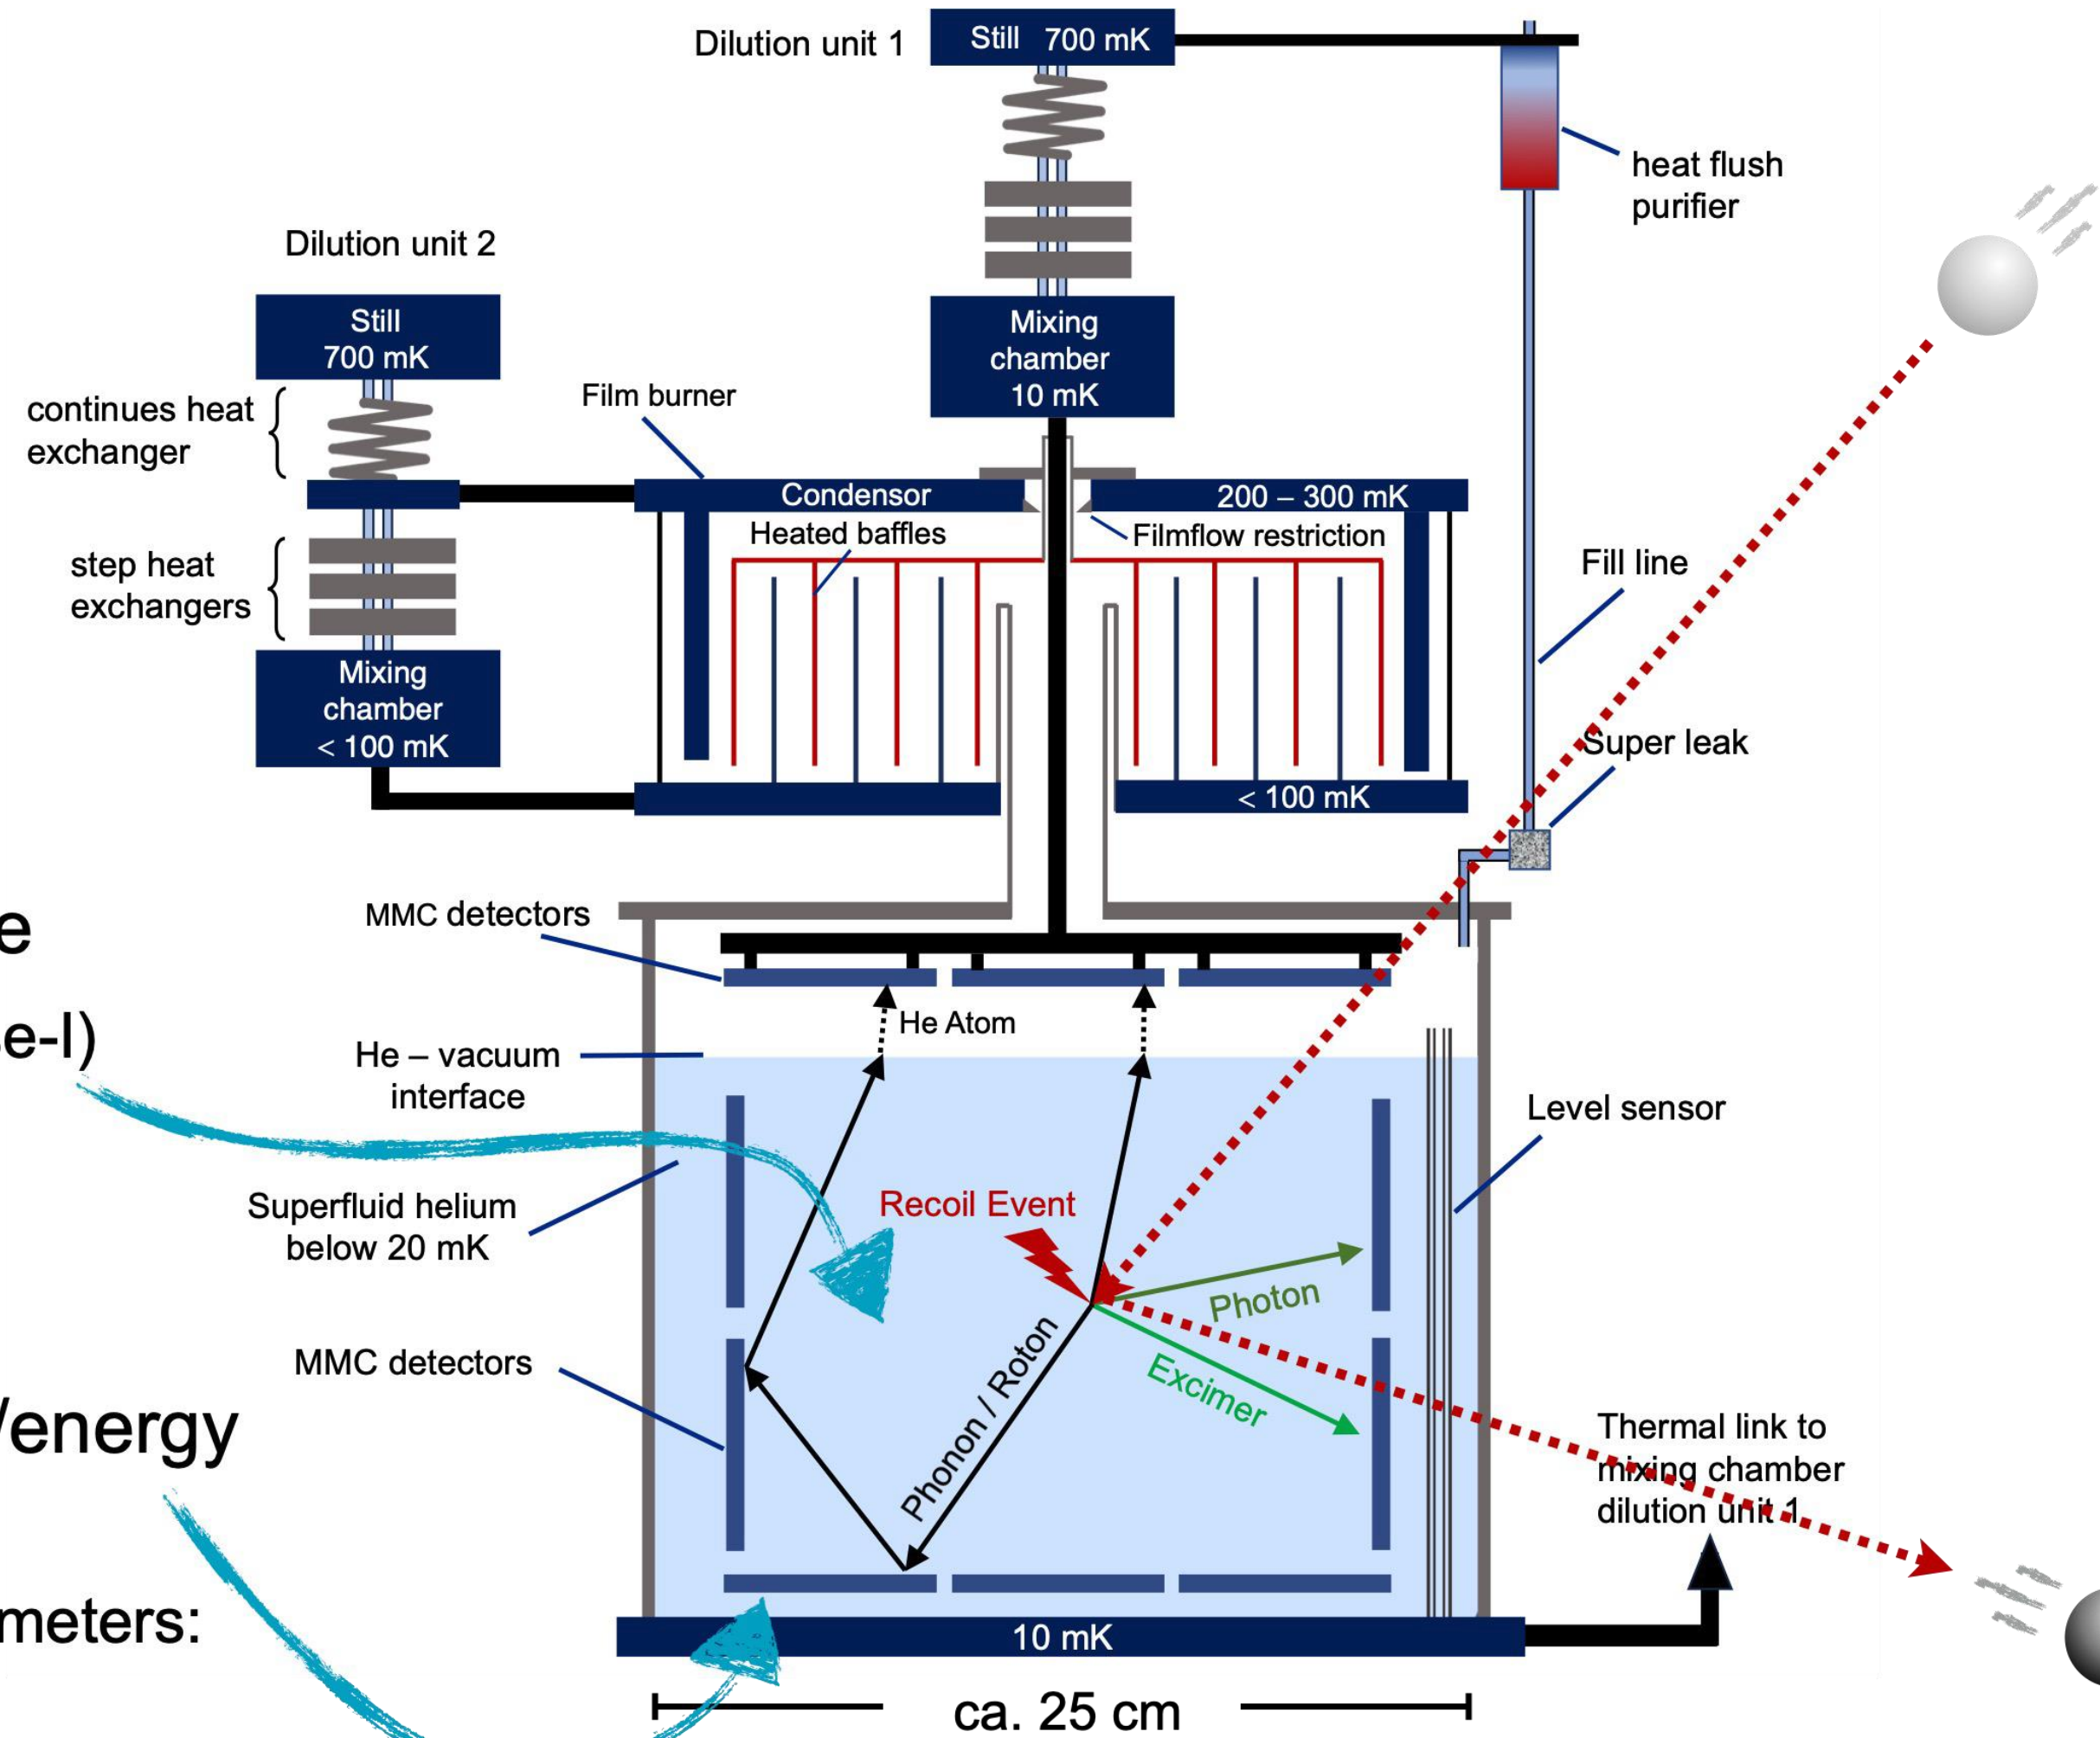 Dilution unit 1
Still 700 mK
heat flush
purifier
Dilution unit 2
Still
700 mK
Mixing
chamber
10 mK
continues heat
exchanger
Film burner
Condensor
200 – 300 mK
Heated baffles
Filmflow restriction
step heat
exchangers
Fill line
Mixing
chamber
< 100 mK
Super leak
< 100 mK
MMC detectors
e
He Atom
e-I)
He – vacuum
interface
Level sensor
Superfluid helium
below 20 mK
Recoil Event
Photon
MMC detectors
Excimer
Phonon / Roton
/energy
Thermal link to
mixing chamber
dilution unit 1
meters:
10 mK
ca. 25 cm